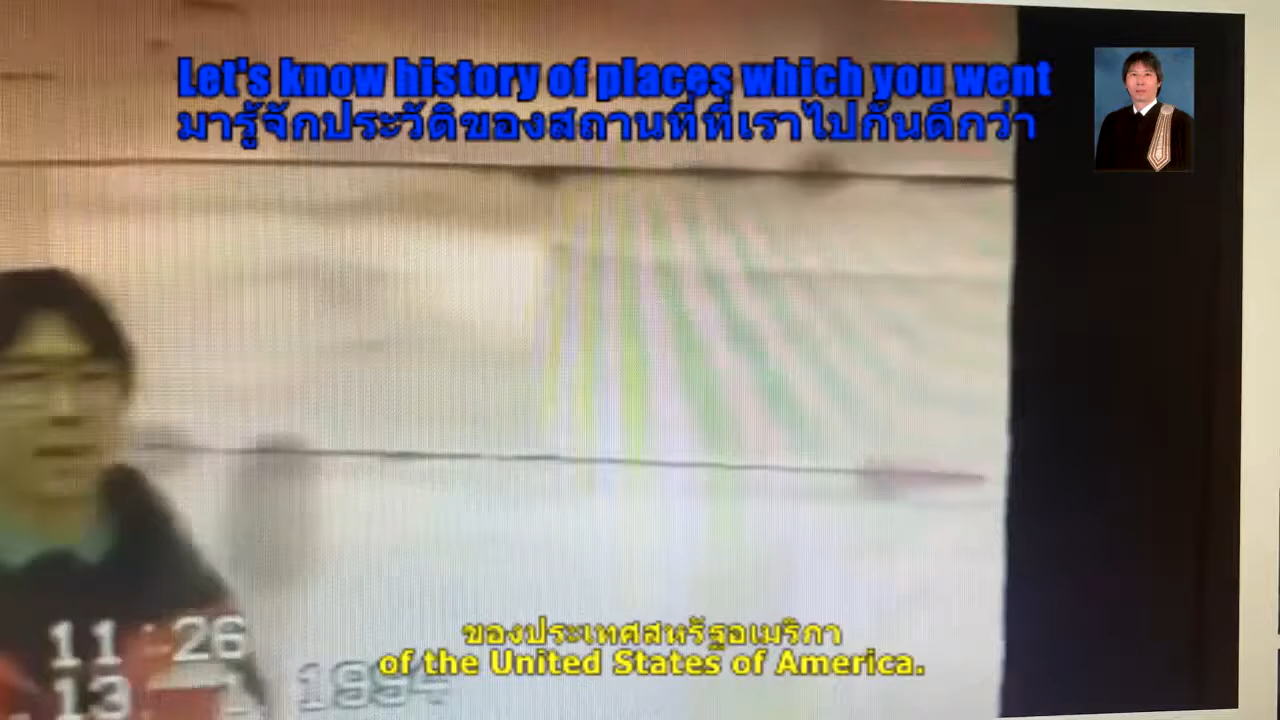 Let's know history of places which you went
มารู้จักประวัติของสถานที่ที่เราไปกันดีกว่า
11:26
13. 1. 1994
ของประเทศสหรัฐอเมริกา
of the United States of America.